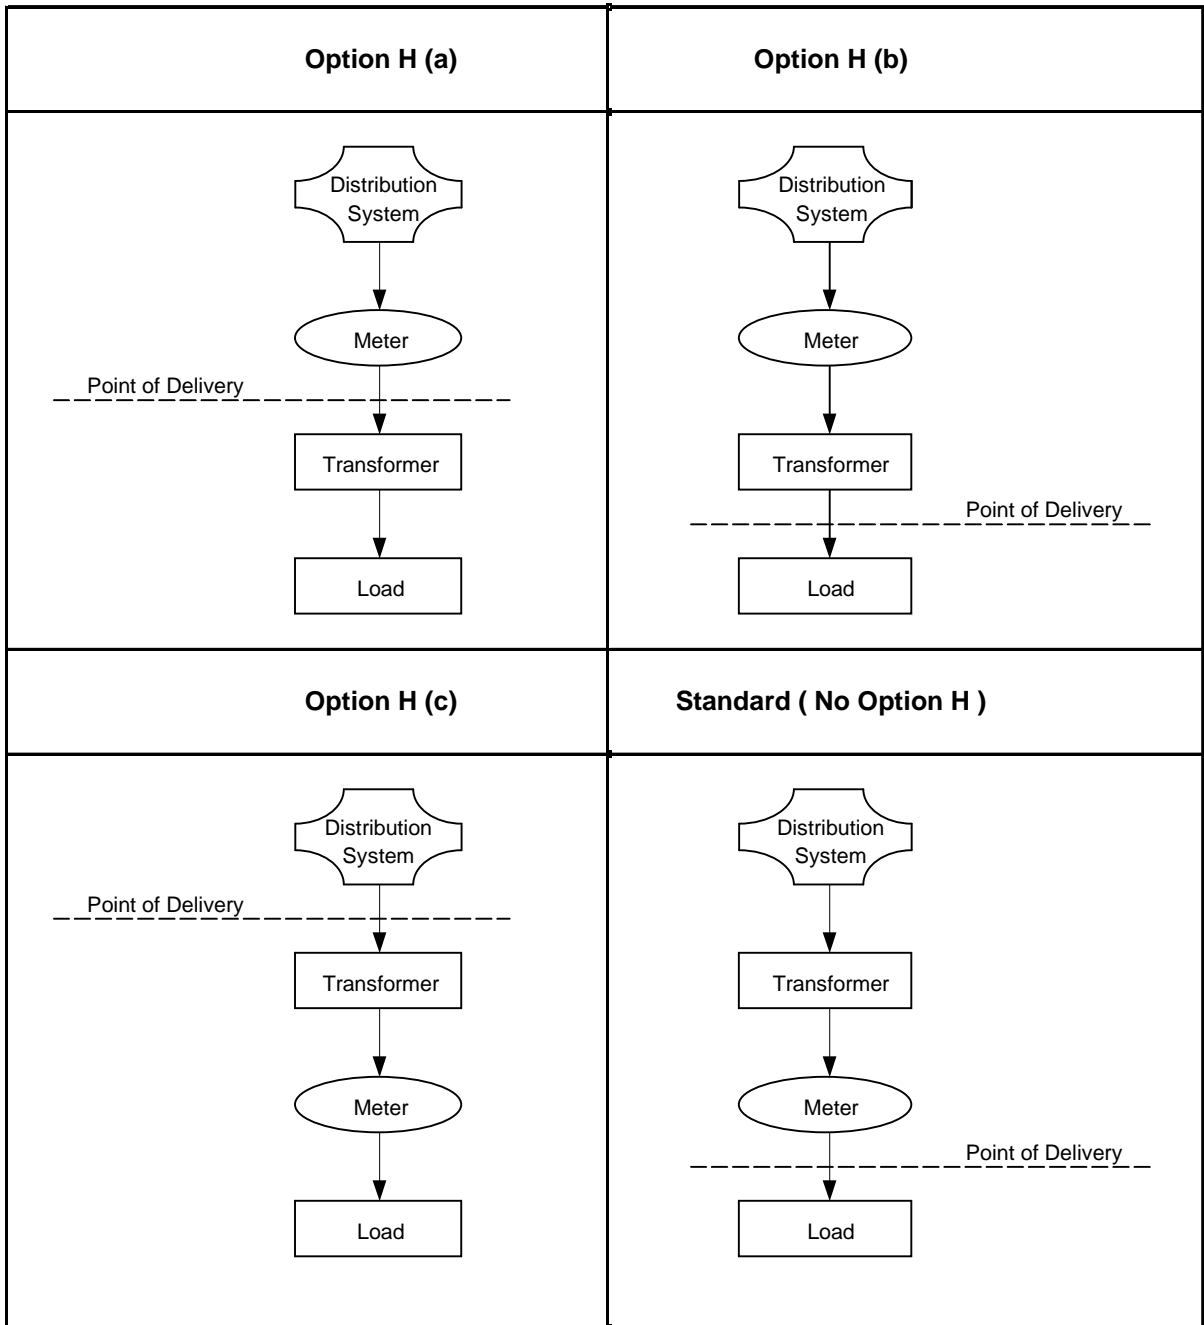 Option H (a)
Option H (b)
Distribution
System
Meter
Point of Delivery
Transformer
Load
Distribution
System
Meter
Transformer
Point of Delivery
Load
Option H (c)
Standard ( No Option H )
Distribution
System
Point of Delivery
Transformer
Meter
Load
Distribution
System
Transformer
Meter
Point of Delivery
Load